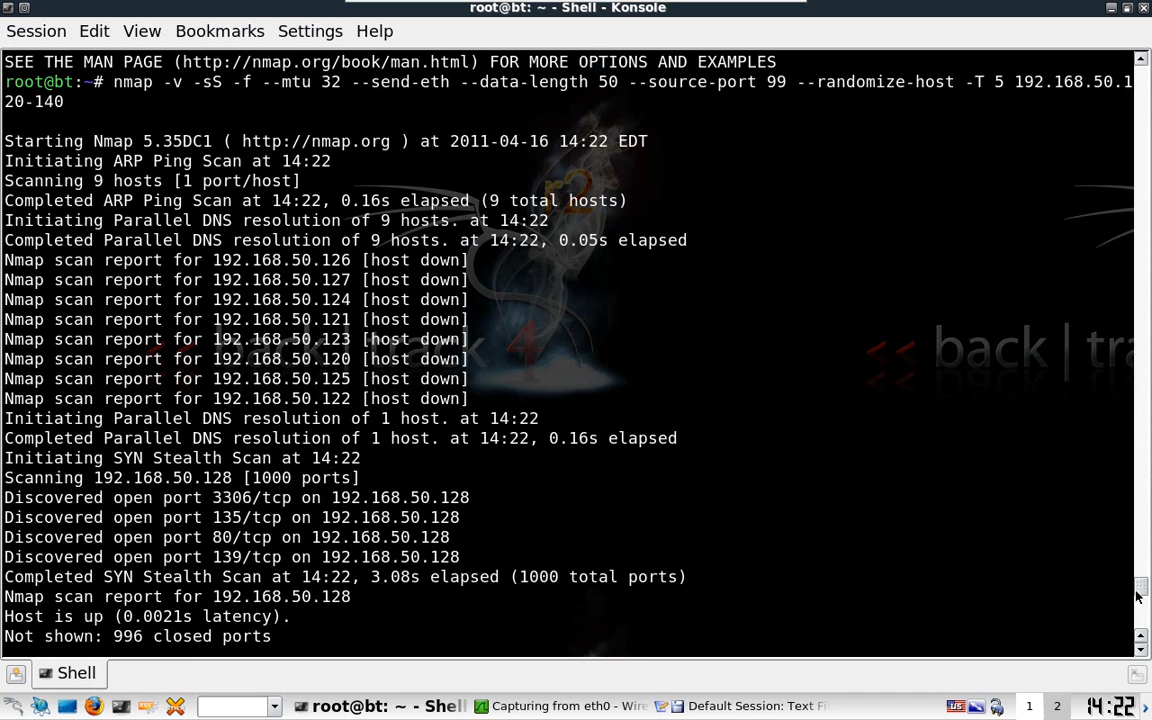 root@bt: ~ - Shell - Konsole
Session Edit View Bookmarks Settings Help
SEE THE MAN PAGE (http://nmap.org/book/man.html) FOR MORE OPTIONS AND EXAMPLES
root@bt:~# nmap -v -sS -f --mtu 32 --send-eth --data-length 50 --source-port 99 --randomize-host -T 5 192.168.50.1
20-140
Starting Nmap 5.35DC1 ( http://nmap.org ) at 2011-04-16 14:22 EDT
Initiating ARP Ping Scan at 14:22
Scanning 9 hosts [1 port/host]
Completed ARP Ping Scan at 14:22, 0.16s elapsed (9 total hosts)
Initiating Parallel DNS resolution of 9 hosts. at 14:22
Completed Parallel DNS resolution of 9 hosts. at 14:22, 0.05s elapsed
Nmap scan report for 192.168.50.126 [host down]
Nmap scan report for 192.168.50.127 [host down]
Nmap scan report for 192.168.50.124 [host down]
Nmap scan report for 192.168.50.121 [host down]
Nmap scan report for 192.168.50.123 [host down]
Nmap scan report for 192.168.50.120 [host down]
Nmap scan report for 192.168.50.125 [host down]
Nmap scan report for 192.168.50.122 [host down]
Initiating Parallel DNS resolution of 1 host. at 14:22
Completed Parallel DNS resolution of 1 host. at 14:22, 0.16s elapsed
Initiating SYN Stealth Scan at 14:22
Scanning 192.168.50.128 [1000 ports]
Discovered open port 3306/tcp on 192.168.50.128
Discovered open port 135/tcp on 192.168.50.128
Discovered open port 80/tcp on 192.168.50.128
Discovered open port 139/tcp on 192.168.50.128
Completed SYN Stealth Scan at 14:22, 3.08s elapsed (1000 total ports)
Nmap scan report for 192.168.50.128
Host is up (0.0021s latency).
Not shown: 996 closed ports
r2
<< back | track 4
<< back | tra
Shell
root@bt: ~ - Shell Capturing from eth0 - Wire Default Session: Text Fi US 1 2 14:22